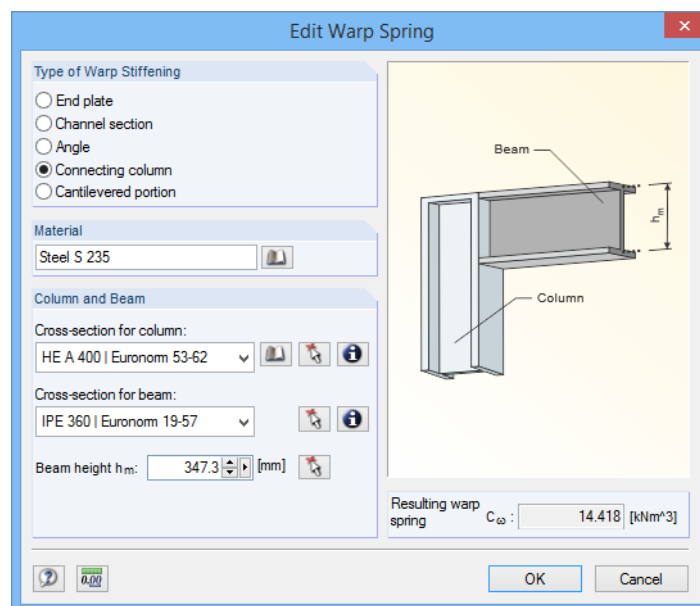 Edit Warp Spring
Type of Warp Stiffening
End plate
Channel section
Angle
Connecting column
Cantilevered portion
Material
Steel S 235
Column and Beam
Cross-section for column:
HE A 400 | Euronorm 53-62
Cross-section for beam:
IPE 360 | Euronorm 19-57
Beam height hm: 347.3 [mm]
Beam
hm
Column
Resulting warp spring Cω : 14.418 [kNm^3]
0.00
OK
Cancel